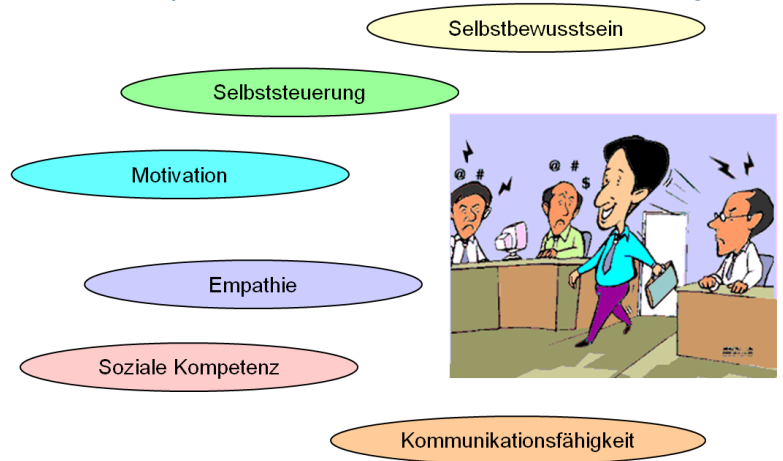 Selbstbewusstsein
Selbststeuerung
Motivation
@ #
@ #
$
Empathie
Soziale Kompetenz
Kommunikationsfähigkeit